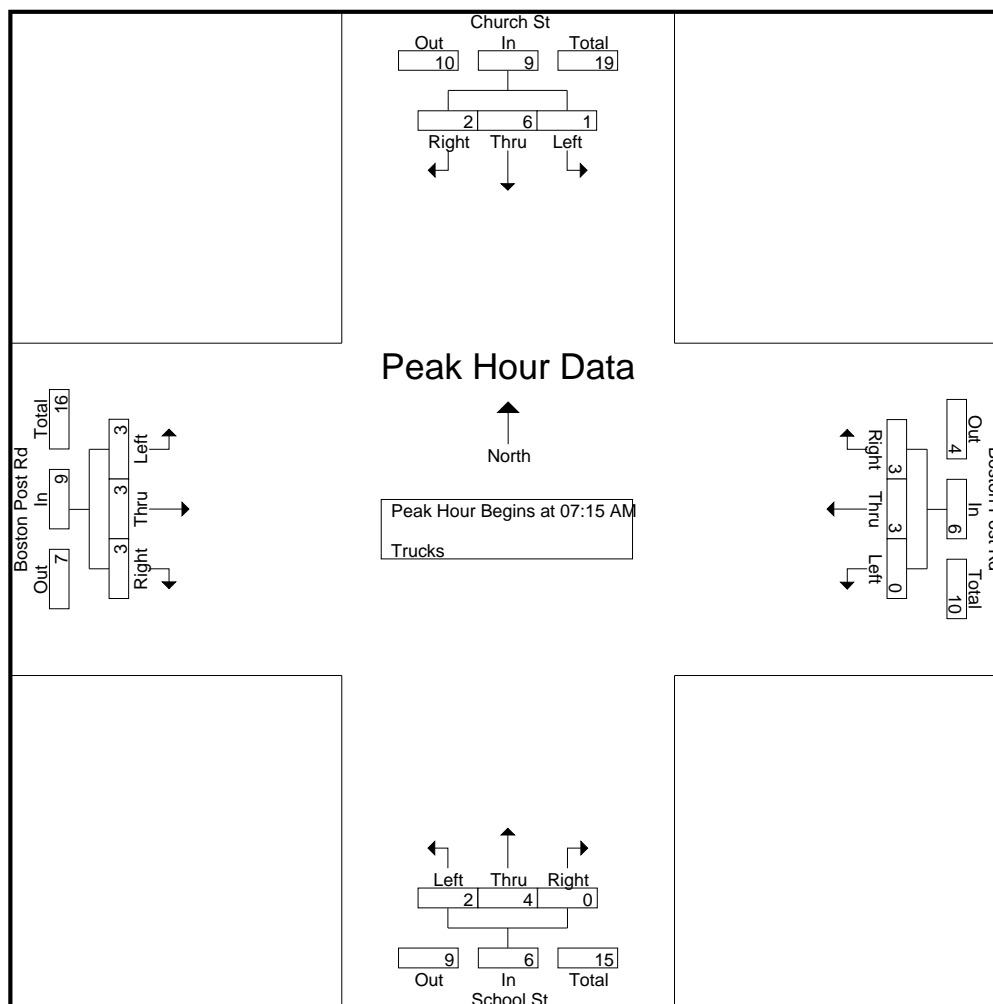 Church St
Out In Total
10 9 19
2 6 1
Right Thru Left
Peak Hour Data
North
Peak Hour Begins at 07:15 AM
Trucks
Boston Post Rd
Total In Out
16 9 7
3 3 3
Left Thru Right
Boston Post Rd
Out In Total
4 6 10
3 3 0
Right Thru Left
Left Thru Right
2 4 0
9 6 15
Out In Total
School St